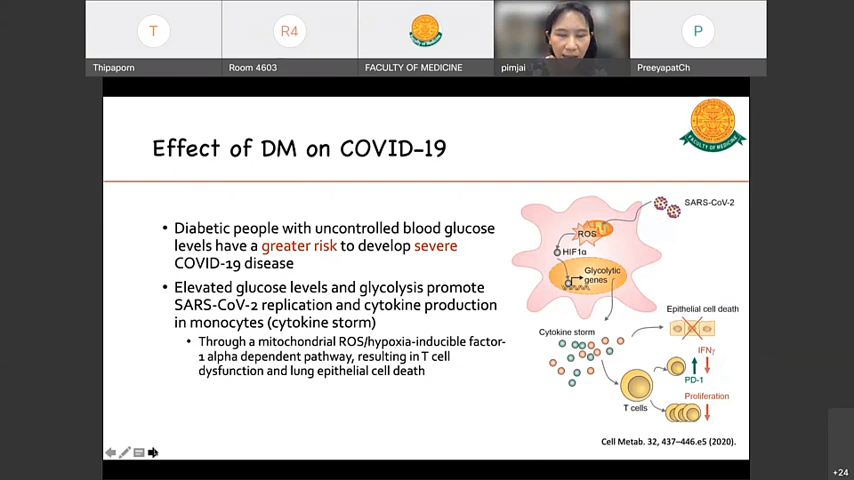 T
R4
P
Thipaporn
Room 4603
FACULTY OF MEDICINE
pimjai
PreeyapatCh
Effect of DM on COVID-19
FACULTY OF MEDICINE
• Diabetic people with uncontrolled blood glucose
levels have a greater risk to develop severe
COVID-19 disease
• Elevated glucose levels and glycolysis promote
SARS-CoV-2 replication and cytokine production
in monocytes (cytokine storm)
• Through a mitochondrial ROS/hypoxia-inducible factor-
1 alpha dependent pathway, resulting in T cell
dysfunction and lung epithelial cell death
SARS-CoV-2
ROS
HIF1α
Glycolytic
genes
Epithelial cell death
Cytokine storm
IFNγ
PD-1
Proliferation
T cells
Cell Metab. 32, 437–446.e5 (2020).
+24